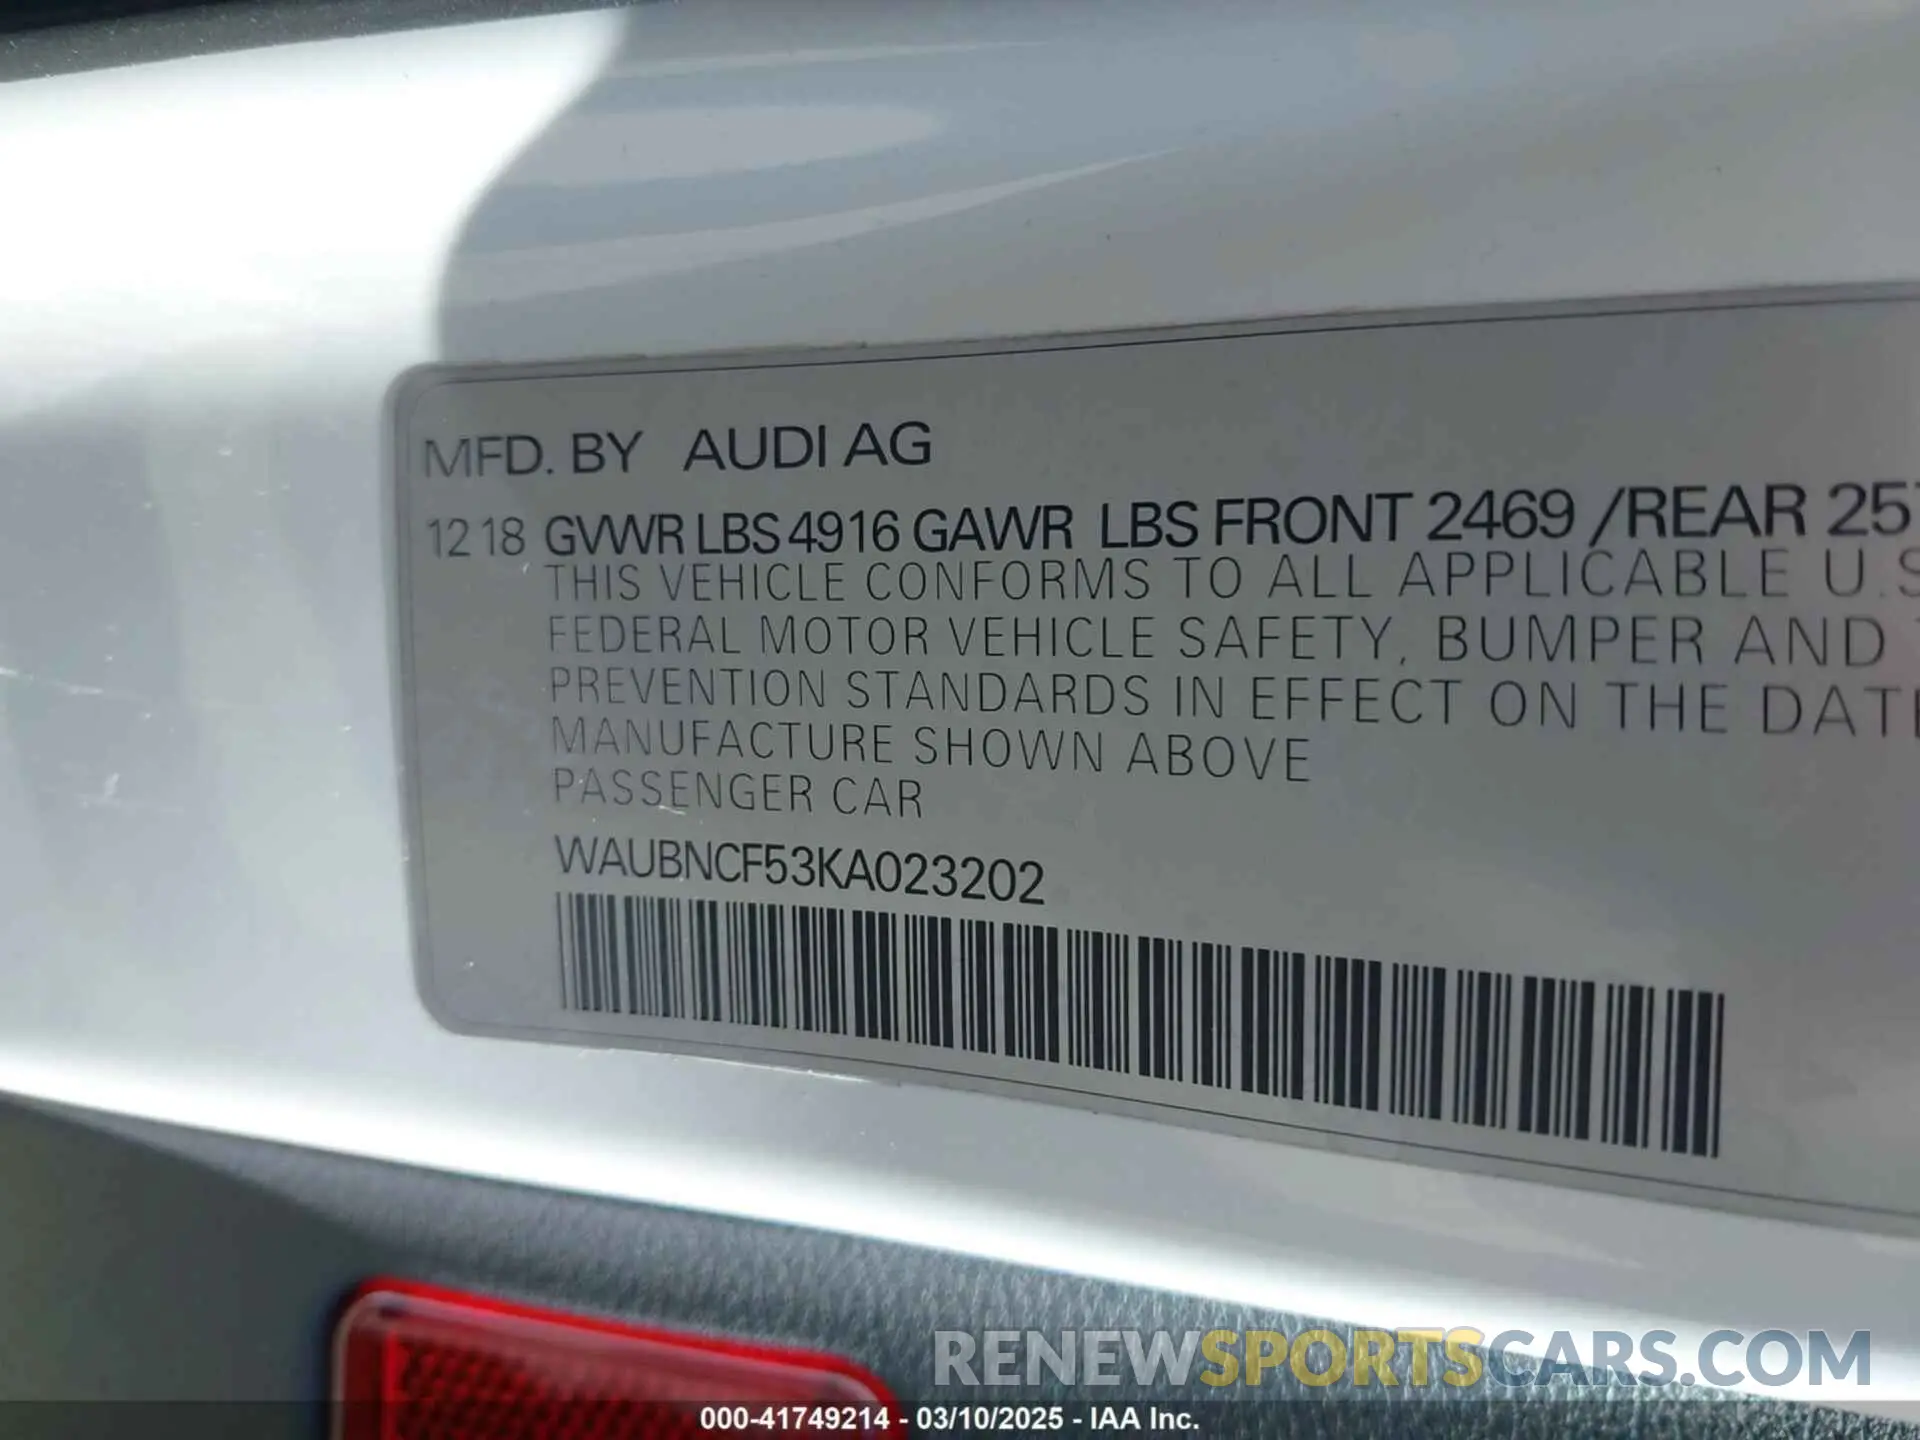 MFD. BY AUDI AG
12 18 GVWR LBS 4916 GAWR LBS FRONT 2469 /REAR
THIS VEHICLE CONFORMS TO ALL APPLICABLE U.S
FEDERAL MOTOR VEHICLE SAFETY, BUMPER AND
PREVENTION STANDARDS IN EFFECT ON THE DATE
MANUFACTURE SHOWN ABOVE
PASSENGER CAR
WAUBNCF53KA023202
RENEWSPORTSCARS.COM
000-41749214 - 03/10/2025 - IAA Inc.